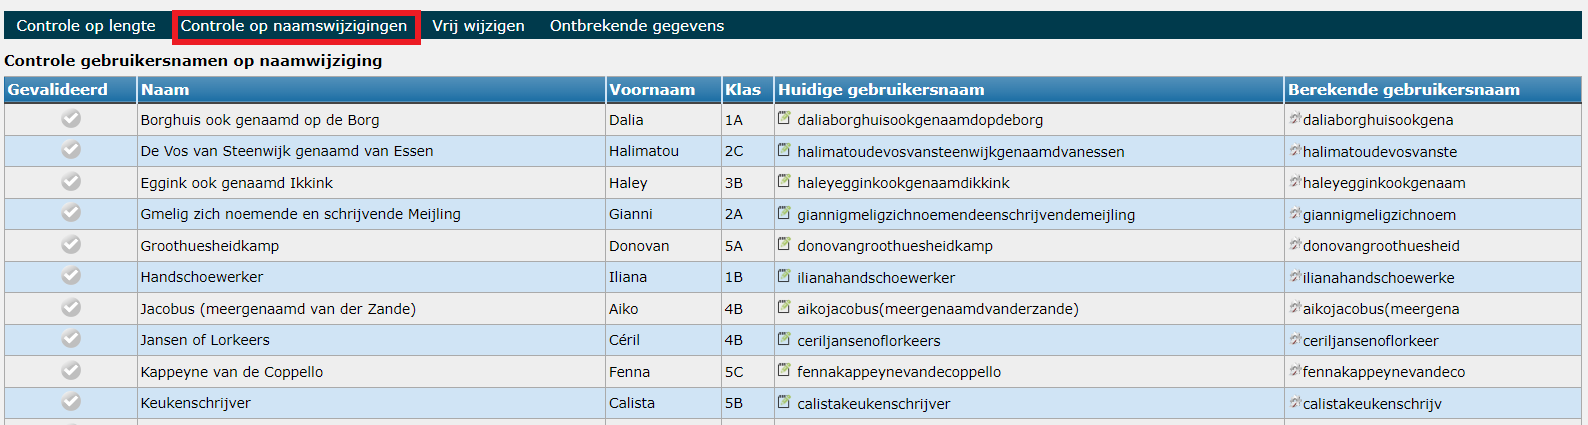 Controle op lengte Controle op naamswijzigingen Vrij wijzigen Ontbrekende gegevens
Controle gebruikersnamen op naamwijziging
Gevalideerd Naam Voornaam Klas Huidige gebruikersnaam Berekende gebruikersnaam
Borghuis ook genaamd op de Borg Dalia 1A daliaborghuisookgenaamdopdeborg daliaborghuisookgena
De Vos van Steenwijk genaamd van Essen Halimatou 2C halimatoudevosvansteenwijkgenaamdvanessen halimatoudevosvanste
Eggink ook genaamd Ikkink Haley 3B haleyegginkookgenaamdikkink haleyegginkookgenaam
Gmelig zich noemende en schrijvende Meijling Gianni 2A giannigmeligzichnoemendeenschrijvendemeijling giannigmeligzichnoem
Groothuesheidkamp Donovan 5A donovangroothuesheidkamp donovangroothuesheid
Handschoewerker Iliana 1B ilianahandschoewerker ilianahandschoewerke
Jacobus (meergenaamd van der Zande) Aiko 4B aikojacobus(meergenaamdvanderzande) aikojacobus(meergena
Jansen of Lorkeers Céril 4B ceriljansenoflorkeers ceriljansenoflorkeer
Kappeyne van de Coppello Fenna 5C fennakappeynevandecoppello fennakappeynevandeco
Keukenschrijver Calista 5B calistakeukenschrijver calistakeukenschrijv